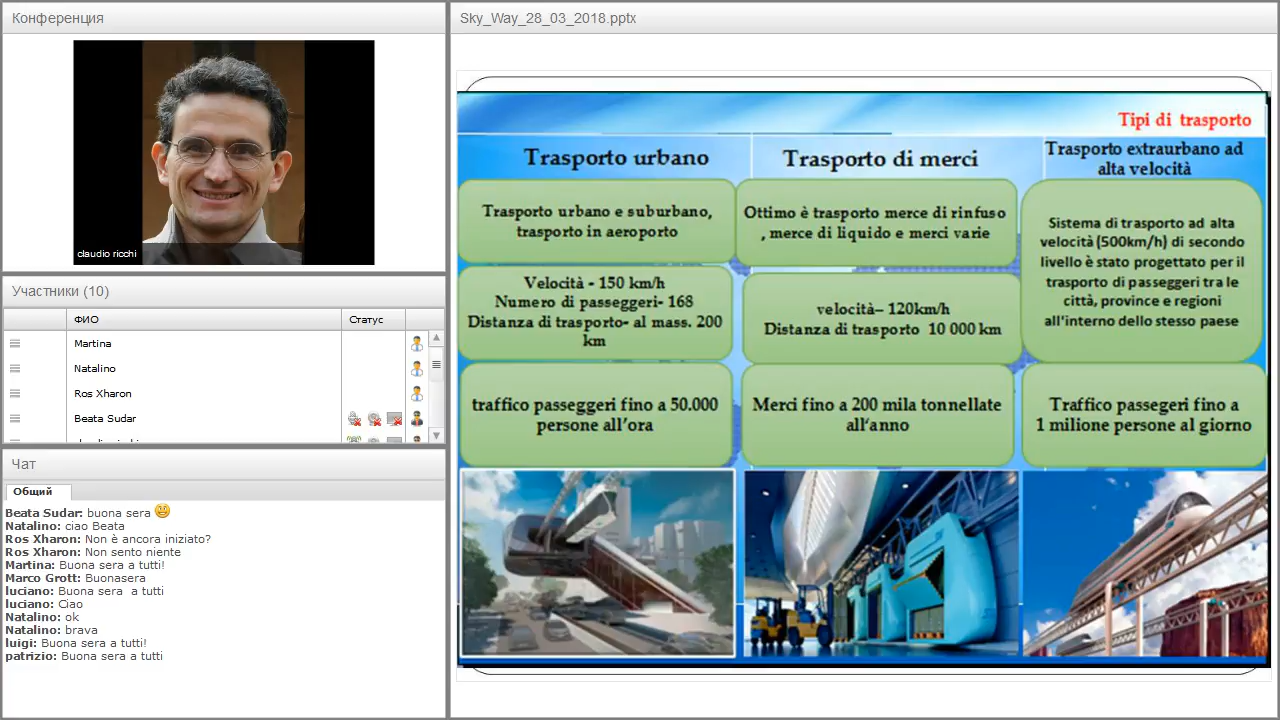 Конференция
claudio ricchi
Участники (10)
ФИО
Статус
Martina
Natalino
Ros Xharon
Beata Sudar
Чат
Общий
Beata Sudar: buona sera
Natalino: ciao Beata
Ros Xharon: Non è ancora iniziato?
Ros Xharon: Non sento niente
Martina: Buona sera a tutti!
Marco Grott: Buonasera
luciano: Buona sera a tutti
luciano: Ciao
Natalino: ok
Natalino: brava
luigi: Buona sera a tutti!
patrizio: Buona sera a tutti
Sky_Way_28_03_2018.pptx
Tipi di trasporto
Trasporto urbano
Trasporto urbano e suburbano,
trasporto in aeroporto
Velocità - 150 km/h
Numero di passeggeri- 168
Distanza di trasporto- al mass. 200
km
traffico passeggeri fino a 50.000
persone all'ora
Trasporto di merci
Ottimo è trasporto merce di rinfuso
, merce di liquido e merci varie
velocità– 120km/h
Distanza di trasporto 10 000 km
Merci fino a 200 mila tonnellate
all'anno
Trasporto extraurbano ad
alta velocità
Sistema di trasporto ad alta
velocità (500km/h) di secondo
livello è stato progettato per il
trasporto di passeggeri tra le
città, province e regioni
all'interno dello stesso paese
Traffico passegeri fino a
1 milione persone al giorno